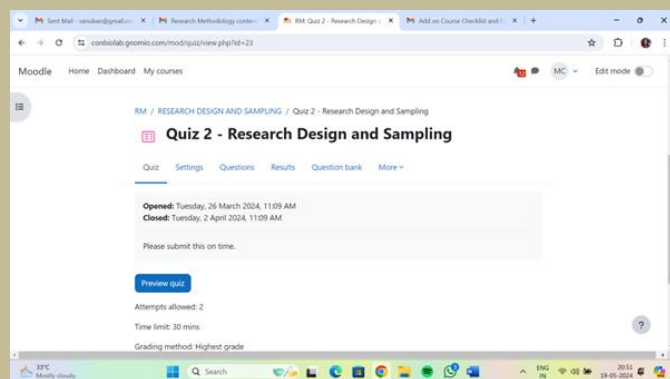 Sent Mail - sanuber@gmail.co
Research Methodology conten
RM: Quiz 2 - Research Design
Add on Course Checklist and
conbiolab.gnomio.com/mod/quiz/view.php?id=23
Moodle Home Dashboard My courses MC Edit mode
RM / RESEARCH DESIGN AND SAMPLING / Quiz 2 - Research Design and Sampling
Quiz 2 - Research Design and Sampling
Quiz Settings Questions Results Question bank More
Opened: Tuesday, 26 March 2024, 11:09 AM
Closed: Tuesday, 2 April 2024, 11:09 AM
Please submit this on time.
Preview quiz
Attempts allowed: 2
Time limit: 30 mins
?
Grading method: Highest grade
33°C
Mostly cloudy
Search
ENG
IN
20:31
19-05-2024